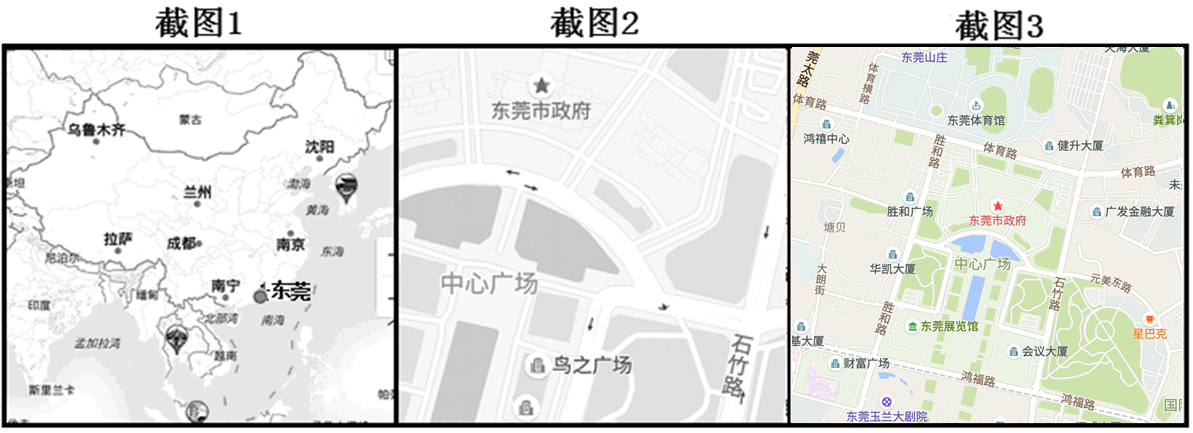 截图1
截图2
截图3
乌鲁木齐
蒙古
沈阳
渤海
兰州
黄海
拉萨
成都
南京
东海
尼泊尔
南宁
东莞
印度
缅甸
北部湾
南海
孟加拉湾
越南
斯里兰卡
东莞市政府
中心广场
鸟之广场
石竹路
东莞山庄
莞太路
体育横路
体育路
东莞体育馆
鸿禧中心
胜和路
体育路
健升大厦
体育路
胜和广场
东莞市政府
广发金融大厦
塘贝
华凯大厦
中心广场
大朗街
石竹路
元美东路
胜和路
东莞展览馆
星巴克
基大厦
会议大厦
财富广场
鸿福路
鸿福路
东莞玉兰大剧院